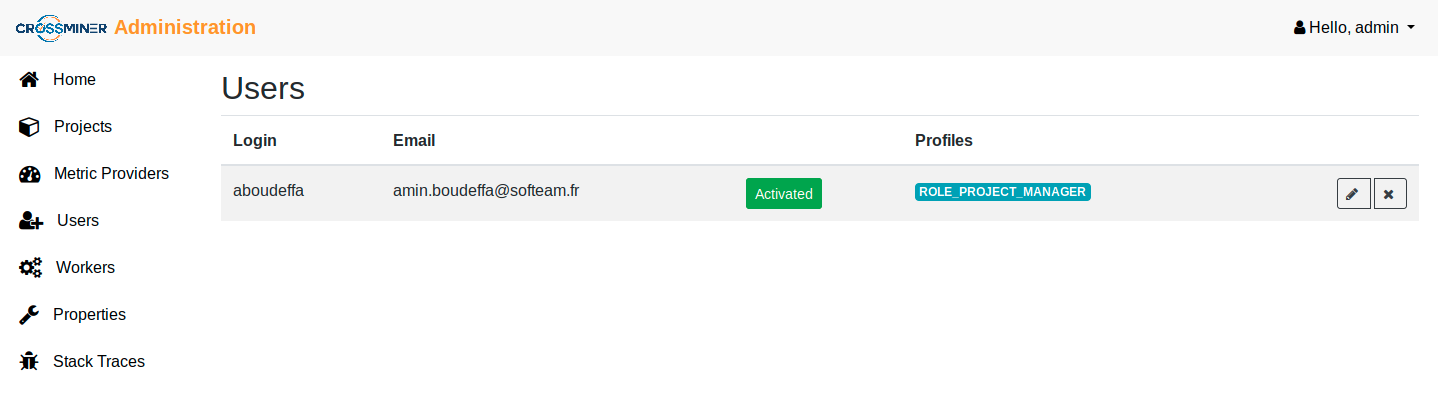 CROSSMINER Administration
Hello, admin
Home
Projects
Metric Providers
Users
Workers
Properties
Stack Traces
Users
Login Email Profiles
aboudeffa amin.boudeffa@softeam.fr Activated ROLE_PROJECT_MANAGER